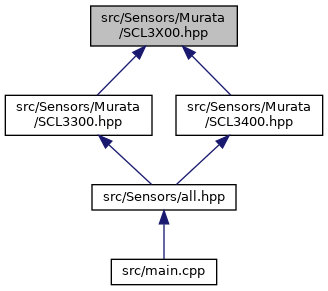 src/Sensors/Murata
/SCL3X00.hpp
src/Sensors/Murata
/SCL3300.hpp
src/Sensors/Murata
/SCL3400.hpp
src/Sensors/all.hpp
src/main.cpp